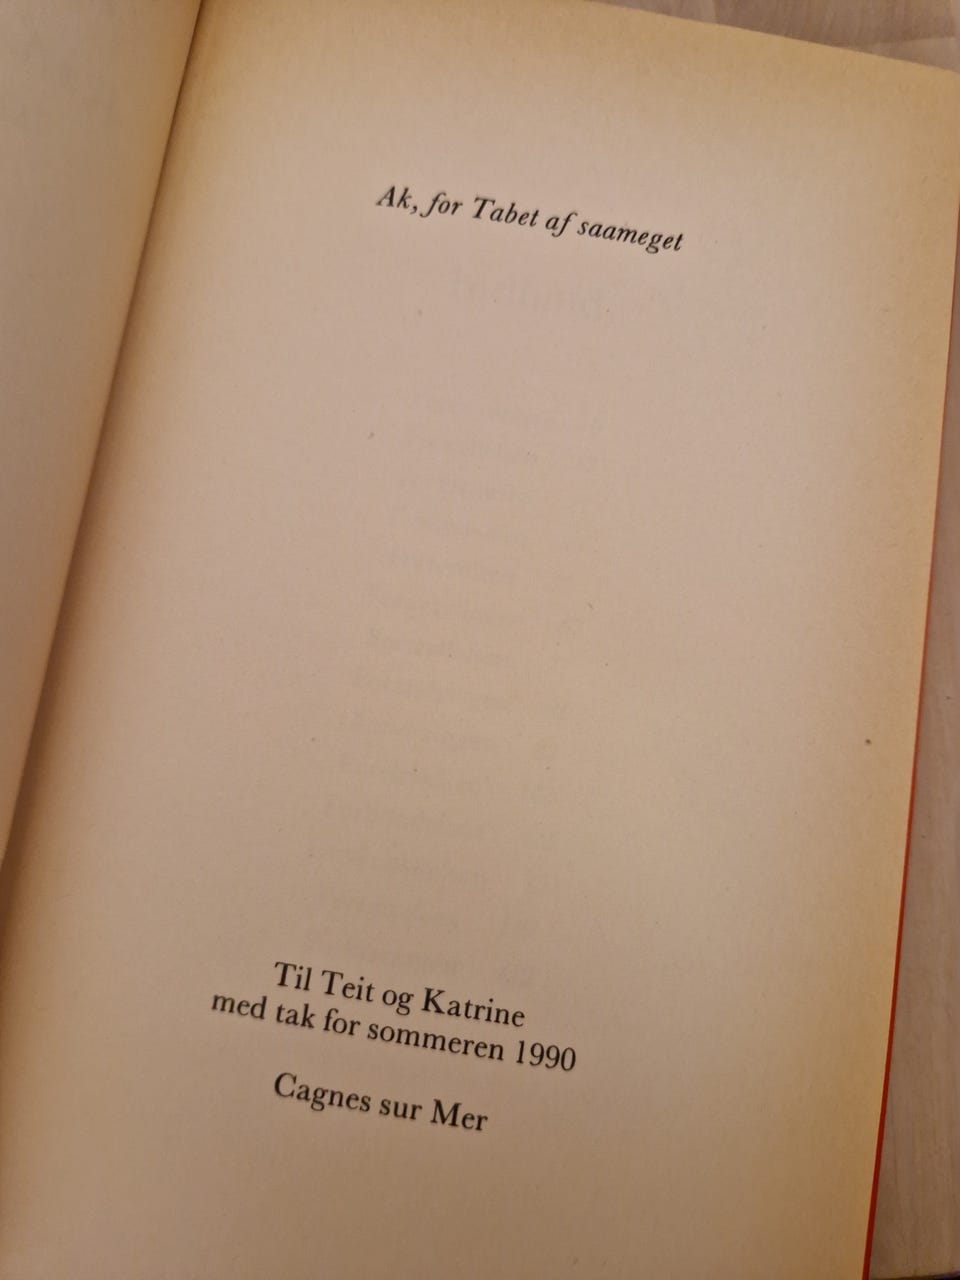 Ak, for Tabet af saameget
Til Teit og Katrine
med tak for sommeren 1990
Cagnes sur Mer